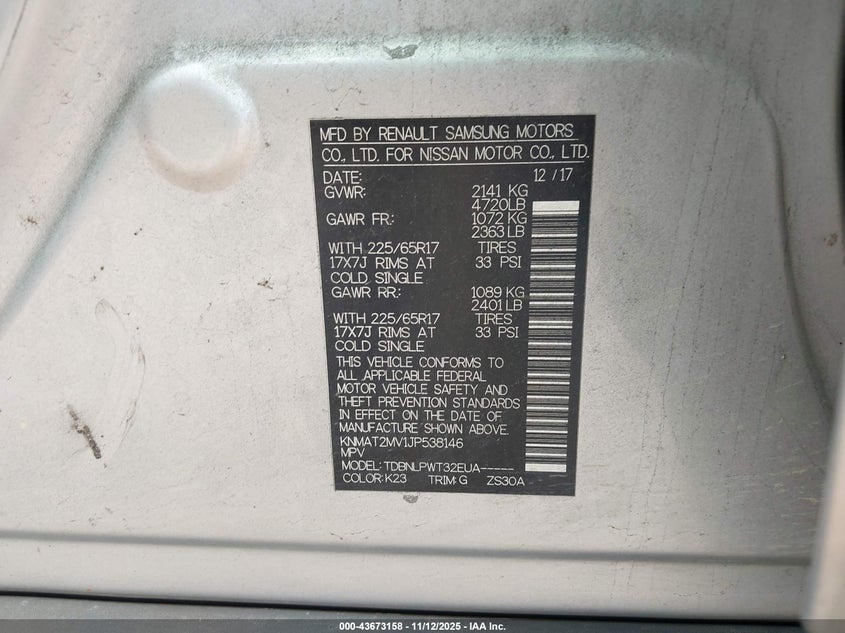 MFD BY RENAULT SAMSUNG MOTORS
CO., LTD. FOR NISSAN MOTOR CO., LTD.
DATE: 12 / 17
GVWR: 2141 KG
4720LB
GAWR FR.: 1072 KG
2363LB
WITH 225/65R17 TIRES
17X7J RIMS AT 33 PSI
COLD SINGLE
GAWR RR.: 1089 KG
2401LB
WITH 225/65R17 TIRES
17X7J RIMS AT 33 PSI
COLD SINGLE
THIS VEHICLE CONFORMS TO
ALL APPLICABLE FEDERAL
MOTOR VEHICLE SAFETY AND
THEFT PREVENTION STANDARDS
IN EFFECT ON THE DATE OF
MANUFACTURE SHOWN ABOVE.
KNMAT2MV1JP538146
MPV
MODEL: TDBNLPWT32EUA-----
COLOR:K23 TRIM:G ZS30A
000-43673158 - 11/12/2025 - IAA Inc.